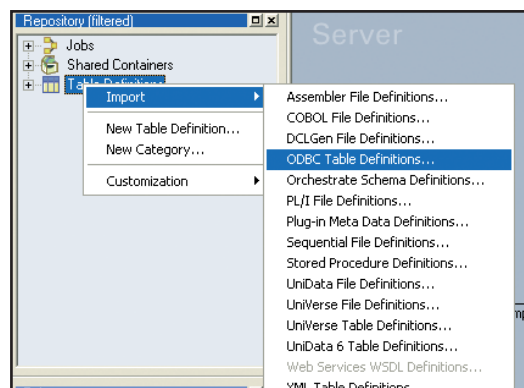 Repository (filtered)
Server
Jobs
Shared Containers
Table Definitions
Import
New Table Definition...
New Category...
Customization
Assembler File Definitions...
COBOL File Definitions...
DCLGen File Definitions...
ODBC Table Definitions...
Orchestrate Schema Definitions...
PL/I File Definitions...
Plug-in Meta Data Definitions...
Sequential File Definitions...
Stored Procedure Definitions...
UniData File Definitions...
UniVerse File Definitions...
UniVerse Table Definitions...
UniData 6 Table Definitions...
Web Services WSDL Definitions...
XML Table Definitions